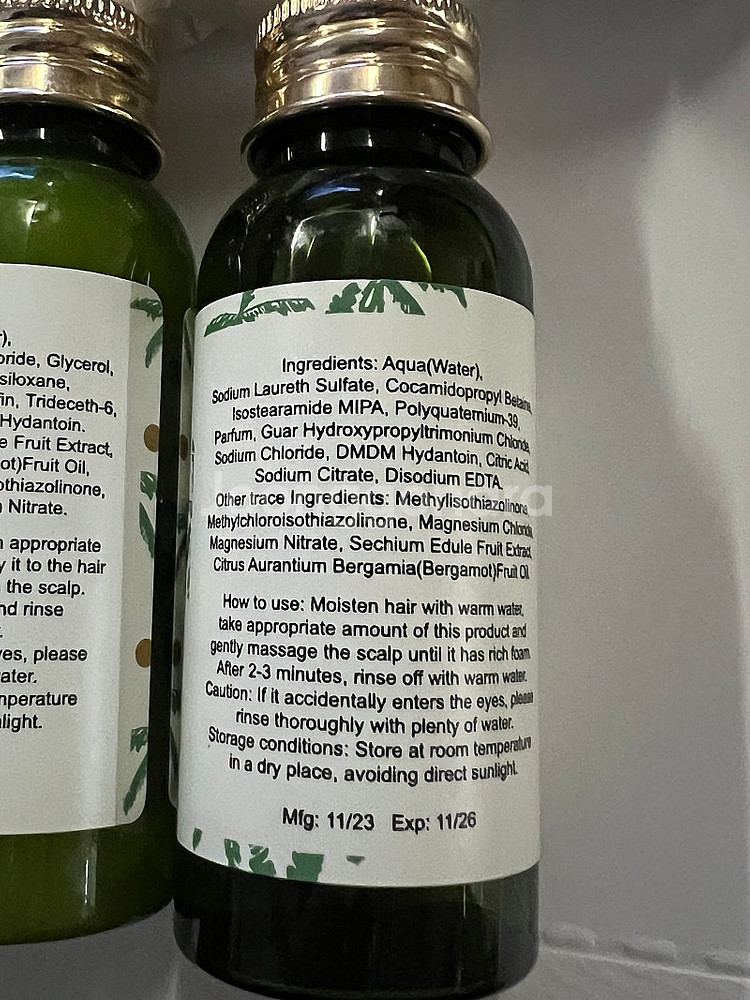 r),
oride, Glycerol,
siloxane,
fin, Trideceth-6,
Hydantoin.
e Fruit Extract,
ot)Fruit Oil,
othiazolinone,
Nitrate.
appropriate
y it to the hair
the scalp.
nd rinse
yes, please
ater.
nperature
light.
Ingredients: Aqua(Water),
Sodium Laureth Sulfate, Cocamidopropyl Betaine,
Isostearamide MIPA, Polyquaternium-39,
Parfum, Guar Hydroxypropyltrimonium Chloride,
Sodium Chloride, DMDM Hydantoin, Citric Acid,
Sodium Citrate, Disodium EDTA.
Other trace Ingredients: Methylisothiazolinone,
Methylchloroisothiazolinone, Magnesium Chloride,
Magnesium Nitrate, Sechium Edule Fruit Extract,
Citrus Aurantium Bergamia(Bergamot)Fruit Oil.
How to use: Moisten hair with warm water,
take appropriate amount of this product and
gently massage the scalp until it has rich foam.
After 2-3 minutes, rinse off with warm water.
Caution: If it accidentally enters the eyes, please
rinse thoroughly with plenty of water.
Storage conditions: Store at room temperature
in a dry place, avoiding direct sunlight.
Mfg: 11/23 Exp: 11/26